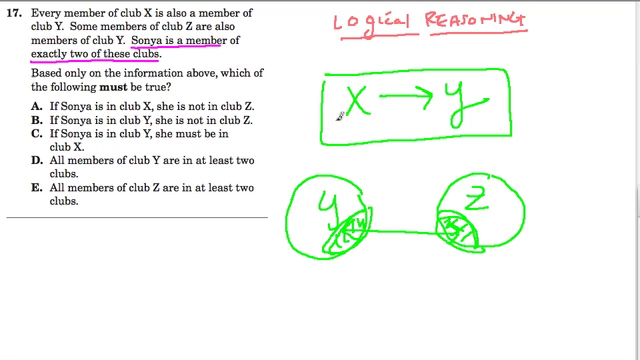 17. Every member of club X is also a member of
club Y. Some members of club Z are also
members of club Y. Sonya is a member of
exactly two of these clubs.
Based only on the information above, which of
the following must be true?
A. If Sonya is in club X, she is not in club Z.
B. If Sonya is in club Y, she is not in club Z.
C. If Sonya is in club Y, she must be in
club X.
D. All members of club Y are in at least two
clubs.
E. All members of club Z are in at least two
clubs.
LOgical REASONING
X → y
y
Z